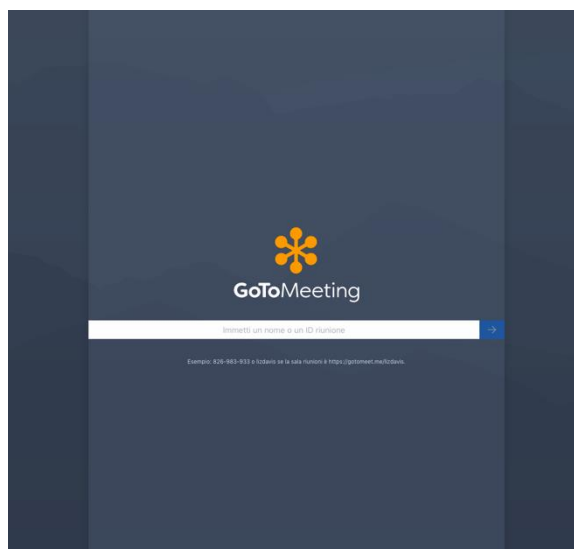 GoToMeeting
Immetti un nome o un ID riunione
Esempio: 926-983-933 o lizdavis se la sala riunioni è https://gotomeet.me/lizdavis.